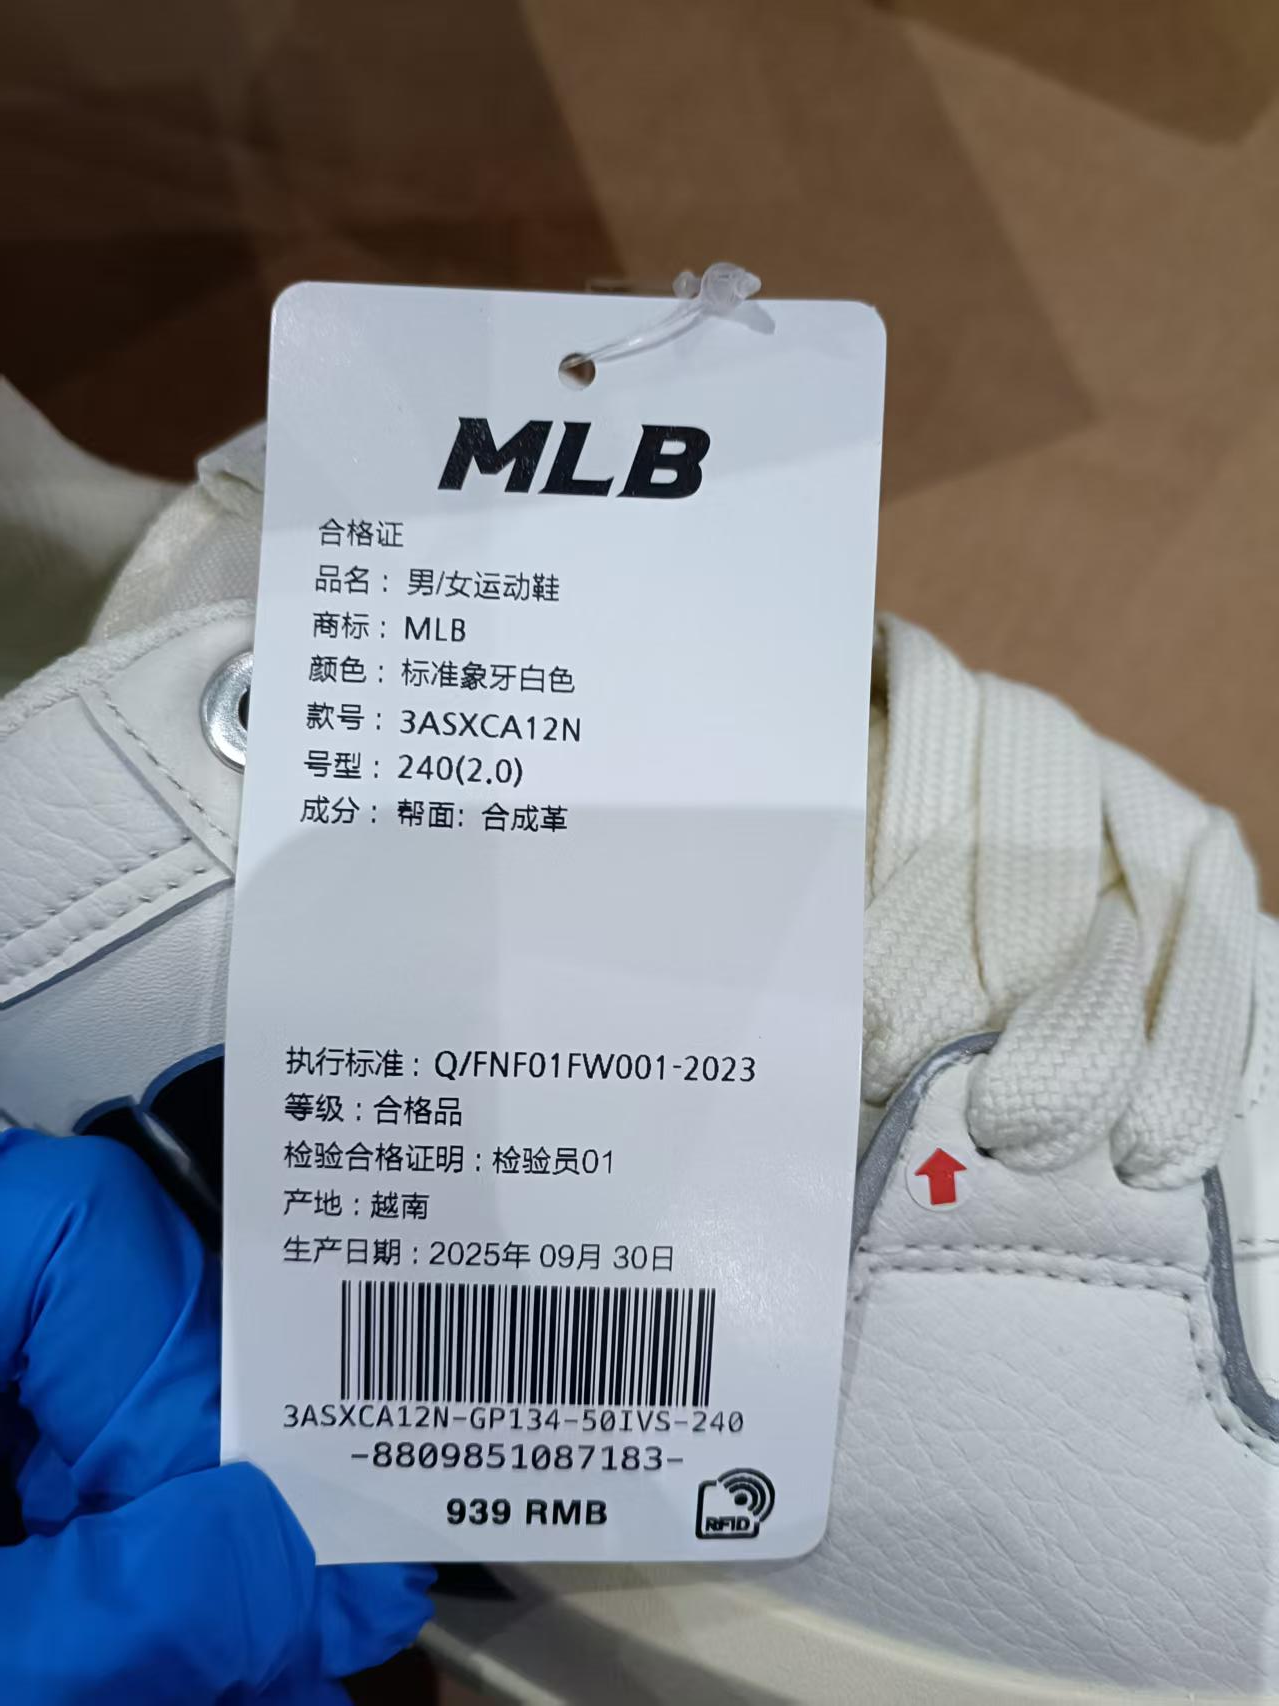 MLB
合格证
品名：男/女运动鞋
商标：MLB
颜色：标准象牙白色
款号：3ASXCA12N
号型：240(2.0)
成分：帮面: 合成革
执行标准：Q/FNF01FW001-2023
等级：合格品
检验合格证明：检验员01
产地：越南
生产日期：2025年 09月 30日
3ASXCA12N-GP134-50IVS-240
-8809851087183-
939 RMB
RFID